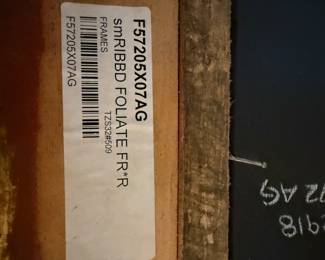 F57205X07AG
smRIBBD FOLIATE FR*R
TZS32#509
FRAMES
F57205X07AG